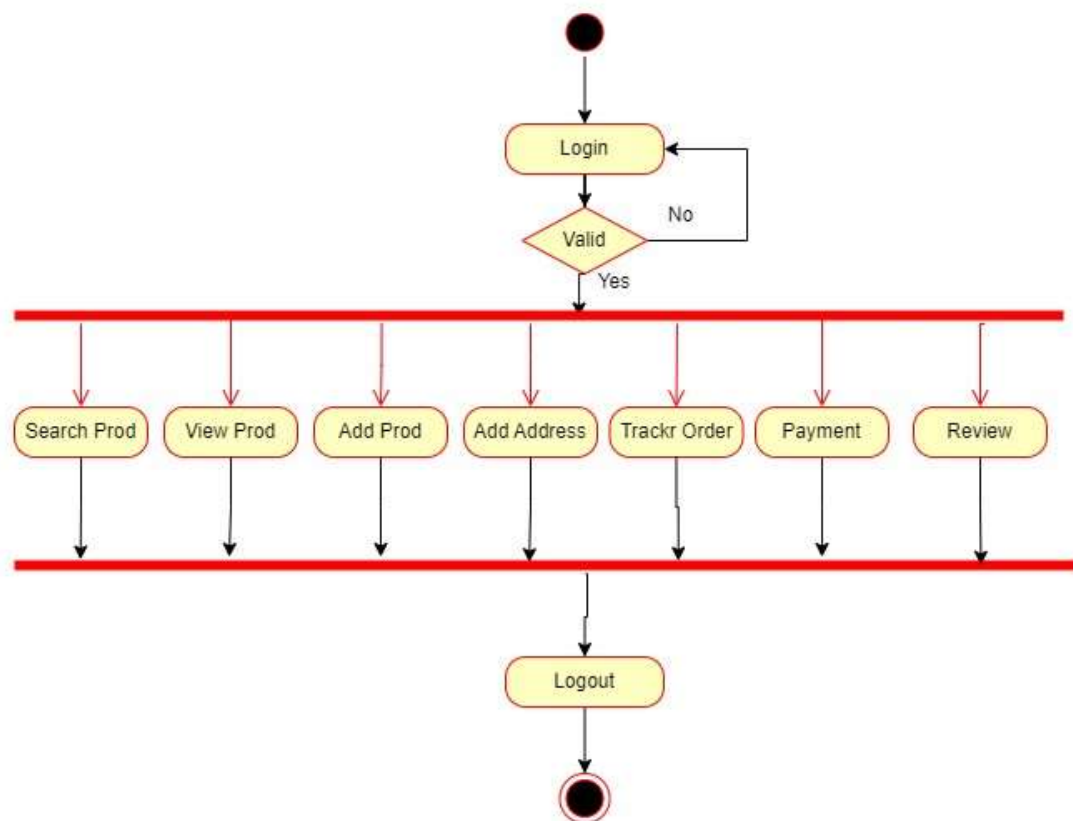 Login
No
Valid
Yes
Search Prod
View Prod
Add Prod
Add Address
Trackr Order
Payment
Review
Logout